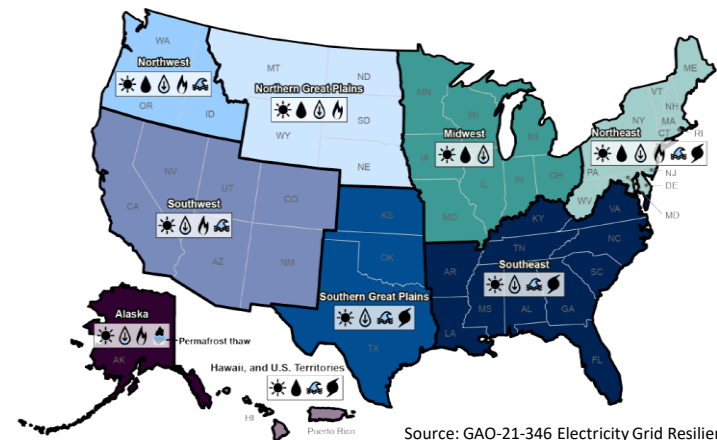 WA
Northwest
OR
ID
MT
ND
Northern Great Plains
WY
SD
NE
MN
WI
MI
Midwest
IA
IL
IN
OH
MO
ME
VT
NH
NY
MA
CT
RI
Northeast
PA
NJ
DE
WV
MD
NV
UT
CO
CA
Southwest
AZ
NM
KS
OK
Southern Great Plains
TX
KY
VA
TN
NC
AR
Southeast
SC
MS
AL
GA
LA
FL
Alaska
Permafrost thaw
AK
Hawaii, and U.S. Territories
HI
Puerto Rico
Source: GAO-21-346 Electricity Grid Resilien